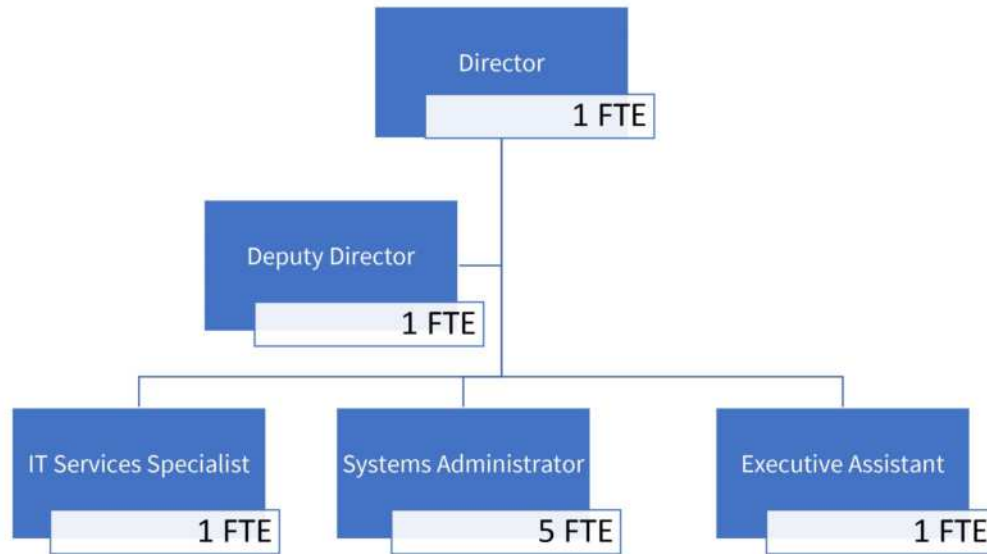 Director
1 FTE
Deputy Director
1 FTE
IT Services Specialist
1 FTE
Systems Administrator
5 FTE
Executive Assistant
1 FTE